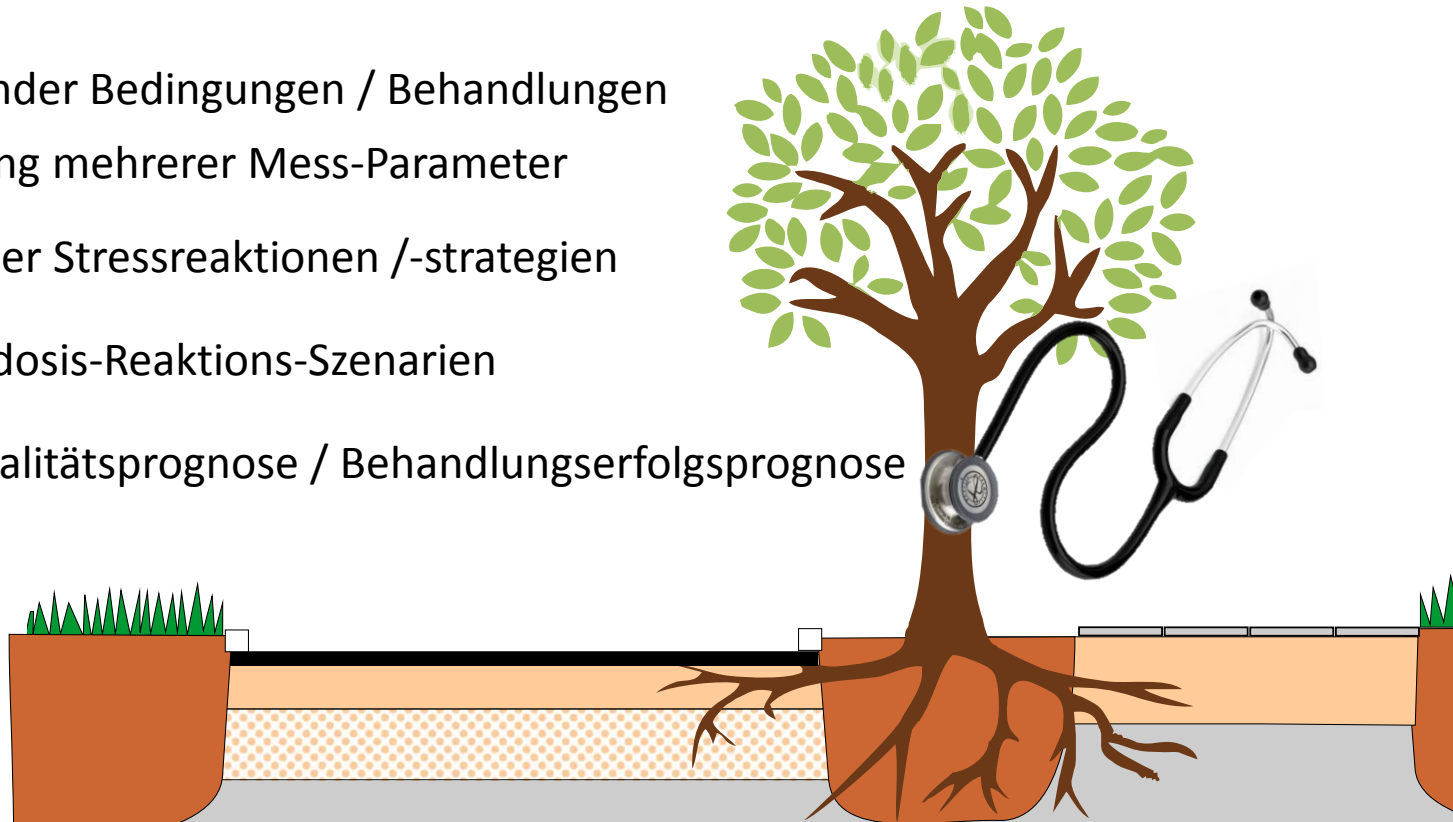 nder Bedingungen / Behandlungen
ng mehrerer Mess-Parameter
er Stressreaktionen /-strategien
dosis-Reaktions-Szenarien
alitätsprognose / Behandlungserfolgsprognose